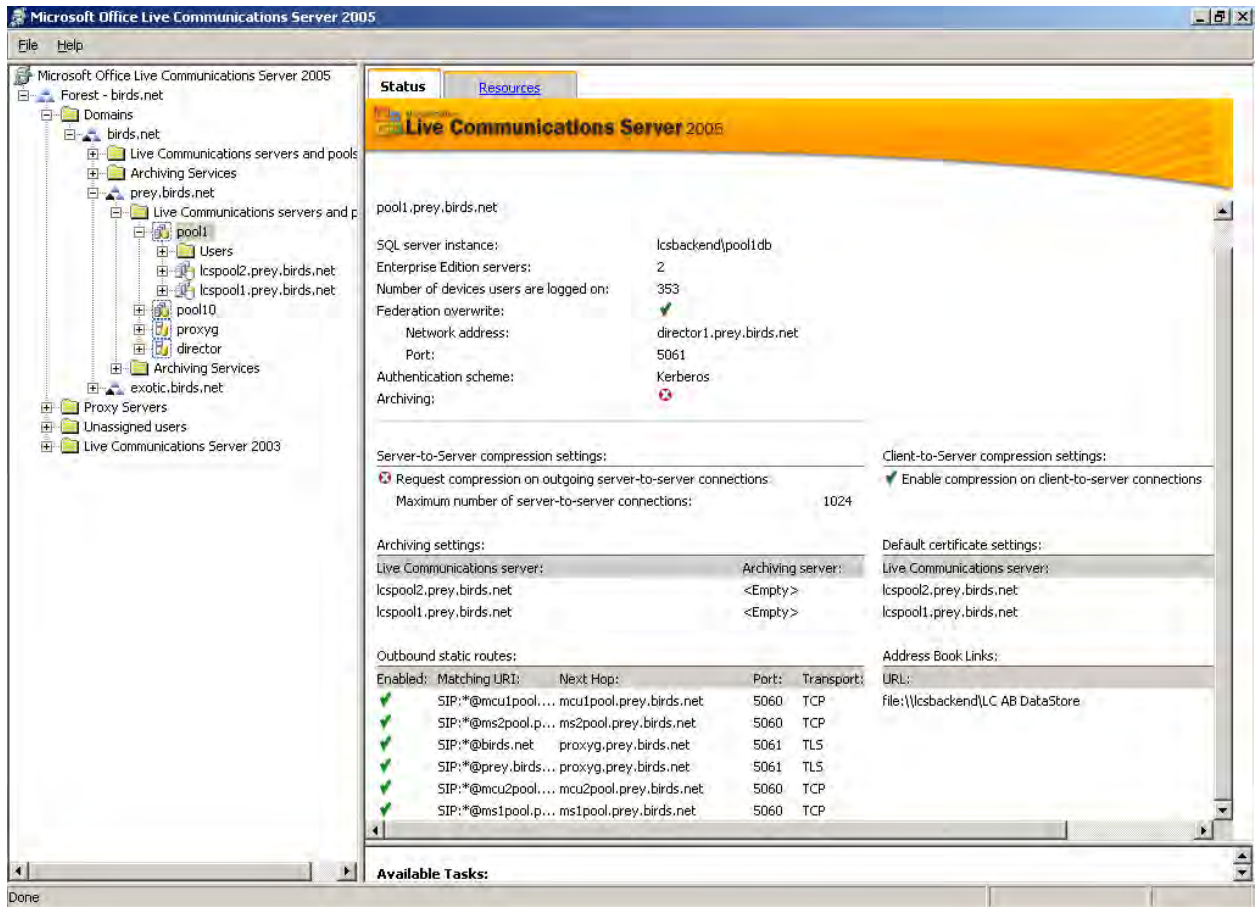 Microsoft Office Live Communications Server 2005
File Help
Microsoft Office Live Communications Server 2005
Forest - birds.net
Domains
birds.net
Live Communications servers and pools
Archiving Services
prey.birds.net
Live Communications servers and p
pool1
Users
lcspool2.prey.birds.net
lcspool1.prey.birds.net
pool10
proxyg
director
Archiving Services
exotic.birds.net
Proxy Servers
Unassigned users
Live Communications Server 2003
Status Resources
Live Communications Server 2005
pool1.prey.birds.net
SQL server instance: lcsbackend\pool1db
Enterprise Edition servers: 2
Number of devices users are logged on: 353
Federation overwrite:
Network address: director1.prey.birds.net
Port: 5061
Authentication scheme: Kerberos
Archiving:
Server-to-Server compression settings:
Request compression on outgoing server-to-server connections
Maximum number of server-to-server connections: 1024
Client-to-Server compression settings:
Enable compression on client-to-server connections
Archiving settings:
Live Communications server: Archiving server:
lcspool2.prey.birds.net <Empty>
lcspool1.prey.birds.net <Empty>
Default certificate settings:
Live Communications server:
lcspool2.prey.birds.net
lcspool1.prey.birds.net
Outbound static routes:
Enabled: Matching URI: Next Hop: Port: Transport:
SIP:*@mcu1pool.... mcu1pool.prey.birds.net 5060 TCP
SIP:*@ms2pool.p... ms2pool.prey.birds.net 5060 TCP
SIP:*@birds.net proxyg.prey.birds.net 5061 TLS
SIP:*@prey.birds... proxyg.prey.birds.net 5061 TLS
SIP:*@mcu2pool.... mcu2pool.prey.birds.net 5060 TCP
SIP:*@ms1pool.p... ms1pool.prey.birds.net 5060 TCP
Address Book Links:
URL:
file:\\lcsbackend\LC AB DataStore
Available Tasks:
Done